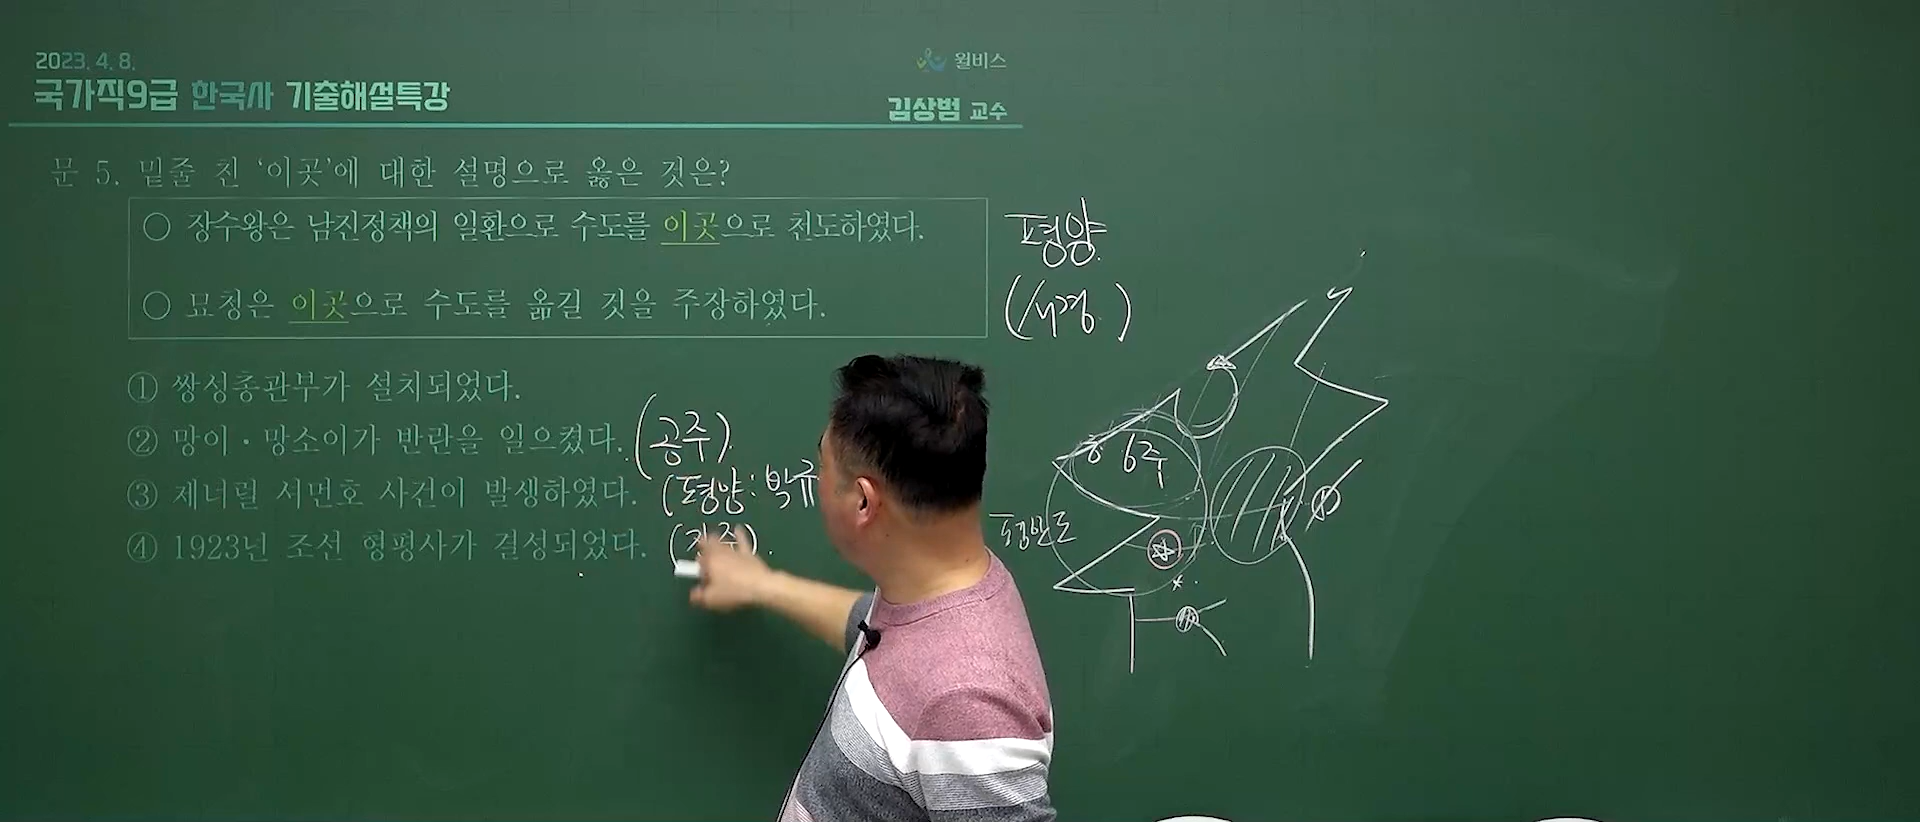 2023. 4. 8.
국가직9급 한국사 기출해설특강
윌비스
김상범 교수
문 5. 밑줄 친 ‘이곳’에 대한 설명으로 옳은 것은?
○ 장수왕은 남진정책의 일환으로 수도를 이곳으로 천도하였다.
○ 묘청은 이곳으로 수도를 옮길 것을 주장하였다.
평양
(서경)
① 쌍성총관부가 설치되었다.
② 망이·망소이가 반란을 일으켰다. (공주)
③ 제너럴 서먼호 사건이 발생하였다. (평양: 박규
④ 1923년 조선 형평사가 결성되었다.
6주